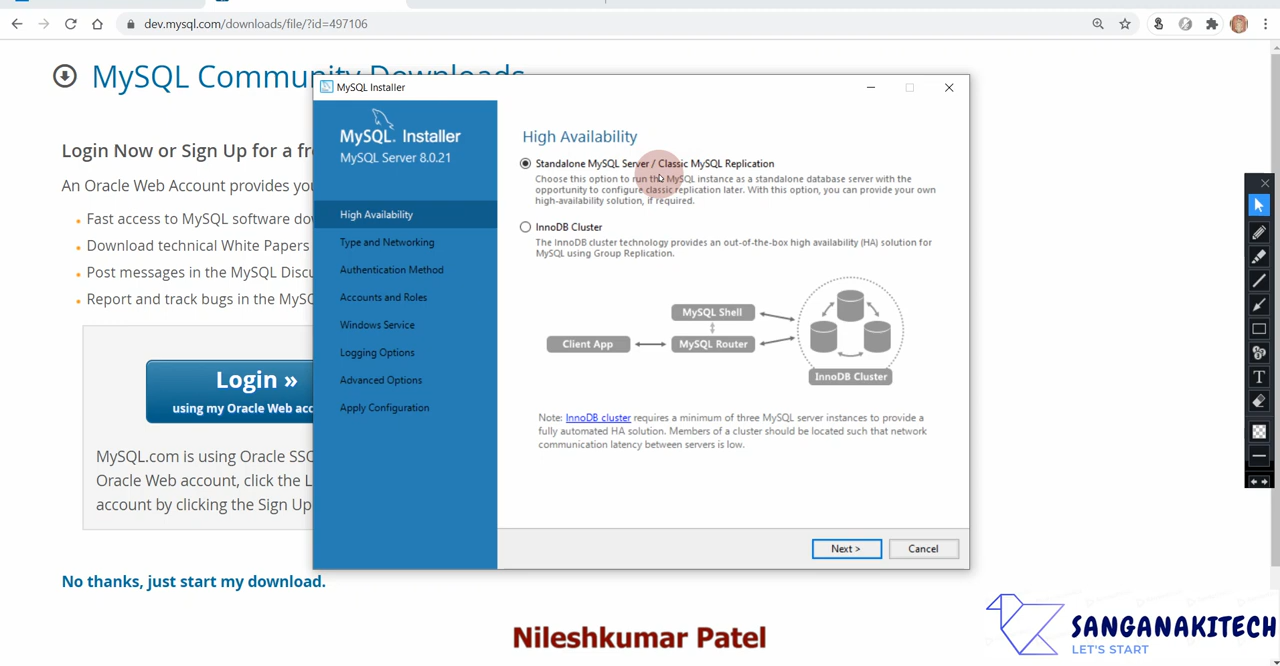 dev.mysql.com/downloads/file/?id=497106
MySQL Community Downloads
Login Now or Sign Up for a fr
An Oracle Web Account provides you
Fast access to MySQL software do
Download technical White Papers
Post messages in the MySQL Discu
Report and track bugs in the MySQ
Login »
using my Oracle Web acc
MySQL.com is using Oracle SSO
Oracle Web account, click the L
account by clicking the Sign Up
No thanks, just start my download.
MySQL Installer
MySQL. Installer
MySQL Server 8.0.21
High Availability
Type and Networking
Authentication Method
Accounts and Roles
Windows Service
Logging Options
Advanced Options
Apply Configuration
High Availability
Standalone MySQL Server / Classic MySQL Replication
Choose this option to run the MySQL instance as a standalone database server with the
opportunity to configure classic replication later. With this option, you can provide your own
high-availability solution, if required.
InnoDB Cluster
The InnoDB cluster technology provides an out-of-the-box high availability (HA) solution for
MySQL using Group Replication.
MySQL Shell
Client App
MySQL Router
InnoDB Cluster
Note: InnoDB cluster requires a minimum of three MySQL server instances to provide a
fully automated HA solution. Members of a cluster should be located such that network
communication latency between servers is low.
Next >
Cancel
Nileshkumar Patel
SANGANAKITECH
LET'S START